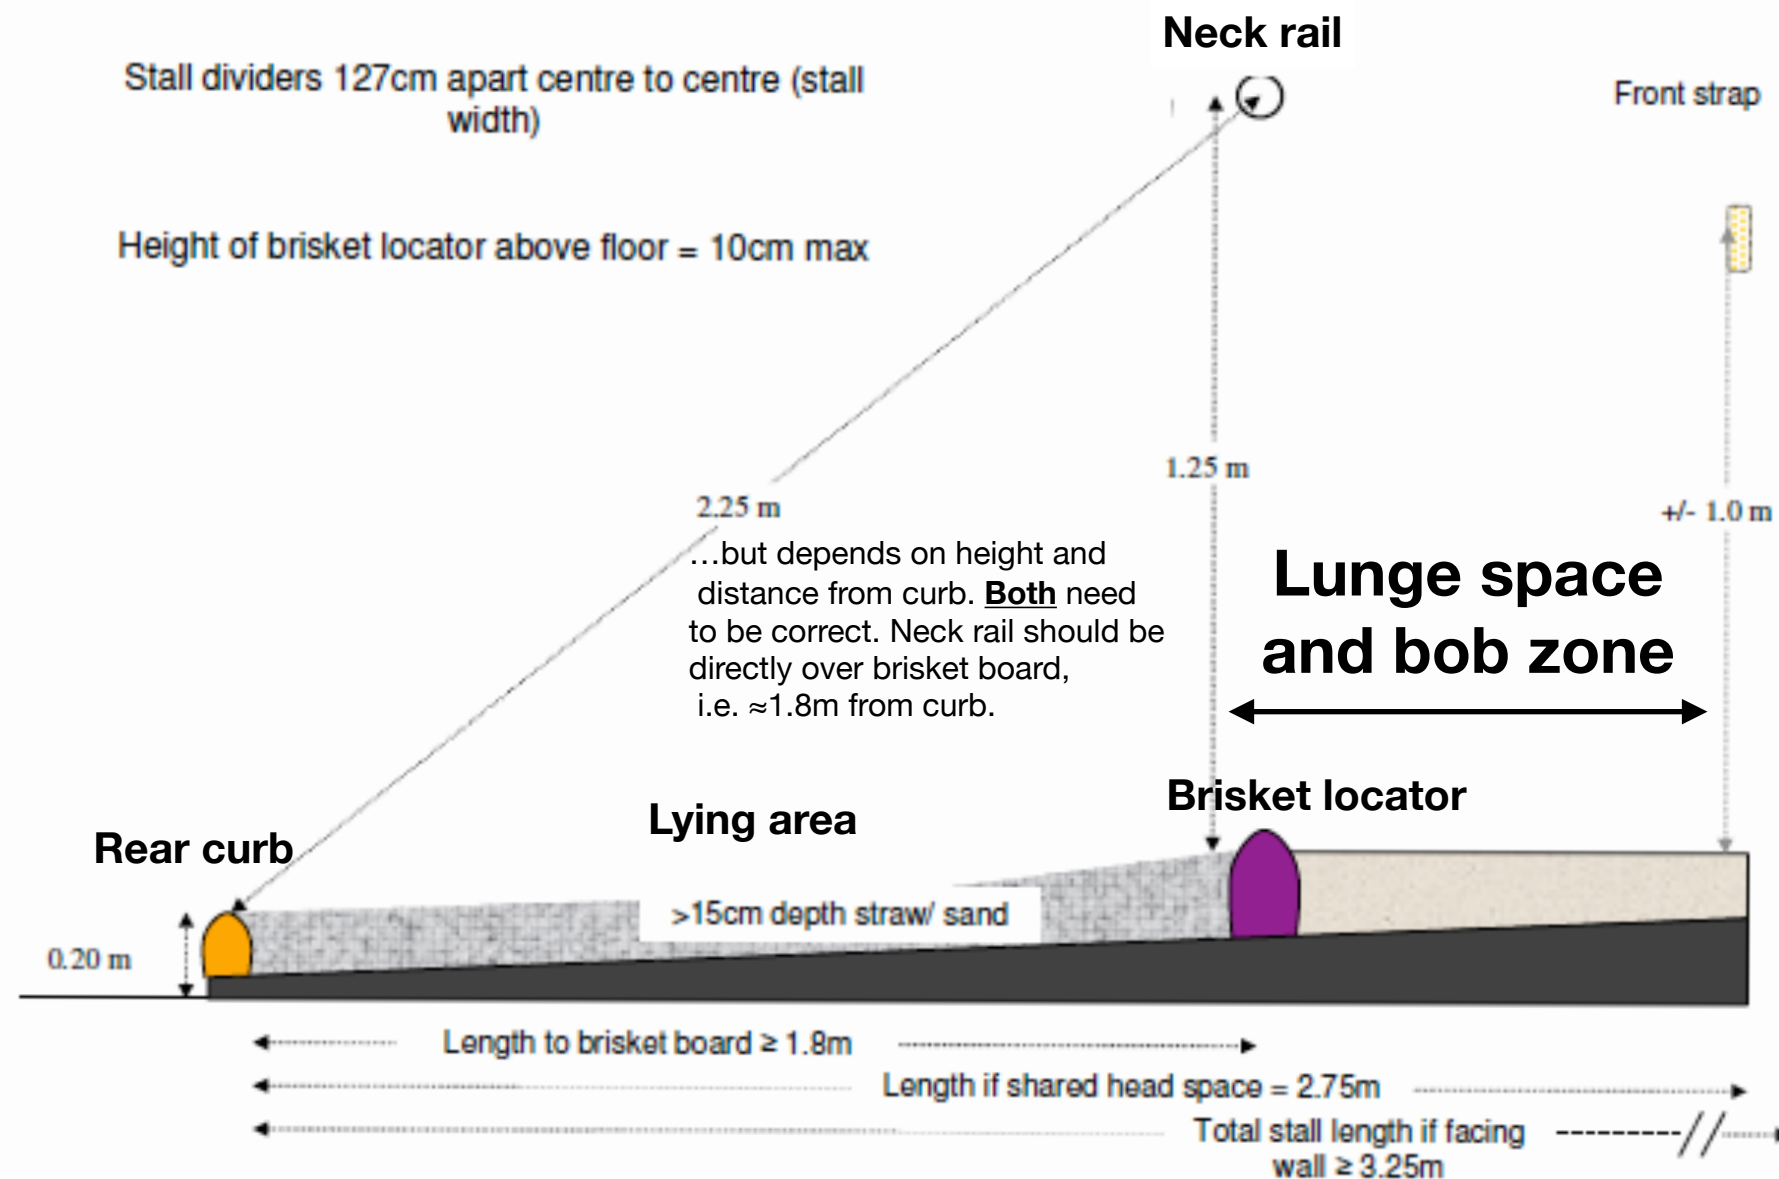 Neck rail
Stall dividers 127cm apart centre to centre (stall
width)
Front strap
Height of brisket locator above floor = 10cm max
1.25 m
2.25 m
+/- 1.0 m
…but depends on height and
distance from curb. Both need
to be correct. Neck rail should be
directly over brisket board,
i.e. ≈1.8m from curb.
Lunge space
and bob zone
Brisket locator
Lying area
Rear curb
>15cm depth straw/ sand
0.20 m
Length to brisket board ≥ 1.8m
Length if shared head space = 2.75m
Total stall length if facing
wall ≥ 3.25m